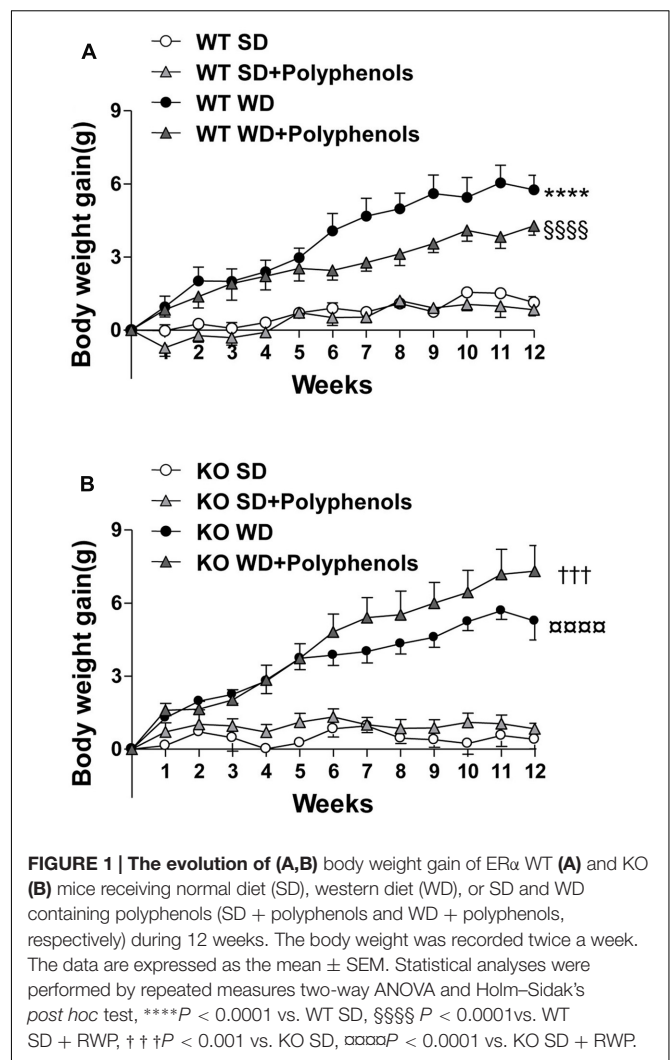 A
WT SD
WT SD+Polyphenols
WT WD
WT WD+Polyphenols
Body weight gain(g)
9
6
3
0
****
§§§§
1 2 3 4 5 6 7 8 9 10 11 12
Weeks
B
KO SD
KO SD+Polyphenols
KO WD
KO WD+Polyphenols
Body weight gain(g)
9
6
3
0
†††
¤¤¤¤
1 2 3 4 5 6 7 8 9 10 11 12
Weeks
FIGURE 1 | The evolution of (A,B) body weight gain of ERα WT (A) and KO
(B) mice receiving normal diet (SD), western diet (WD), or SD and WD
containing polyphenols (SD + polyphenols and WD + polyphenols,
respectively) during 12 weeks. The body weight was recorded twice a week.
The data are expressed as the mean ± SEM. Statistical analyses were
performed by repeated measures two-way ANOVA and Holm–Sidak's
post hoc test, ****P < 0.0001 vs. WT SD, §§§§ P < 0.0001vs. WT
SD + RWP, † † †P < 0.001 vs. KO SD, ¤¤¤¤P < 0.0001 vs. KO SD + RWP.